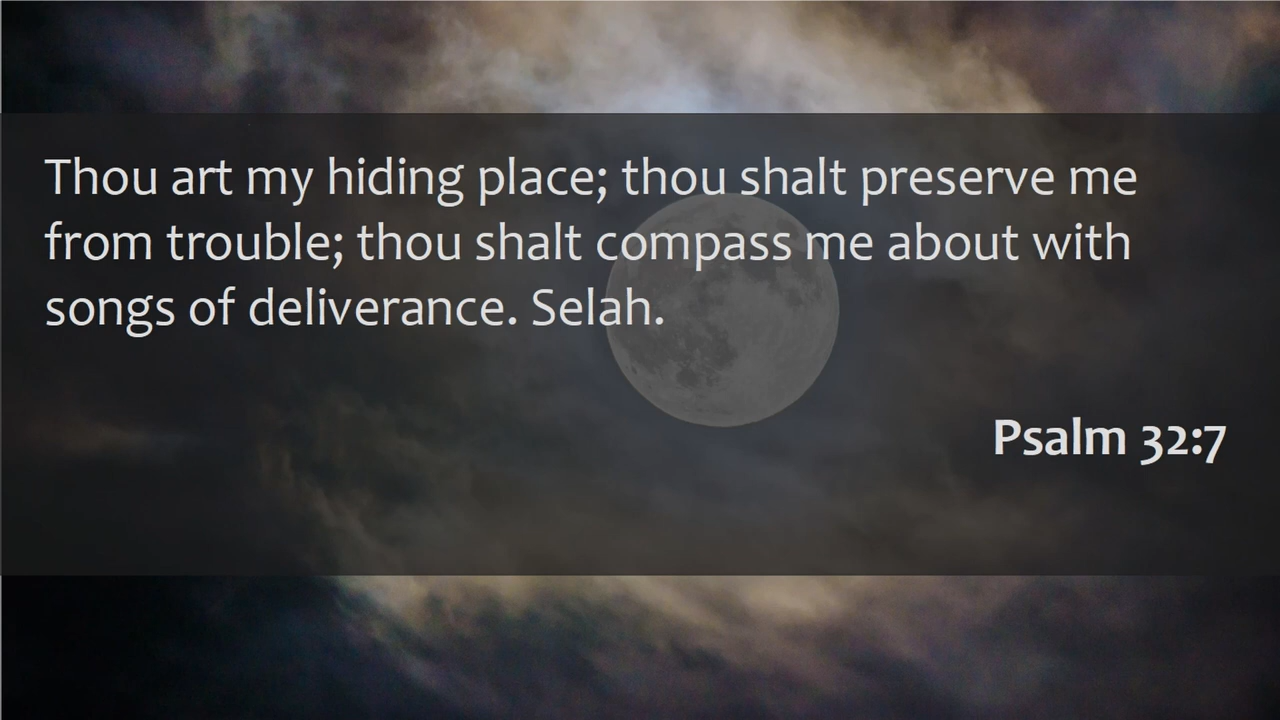 Thou art my hiding place; thou shalt preserve me
from trouble; thou shalt compass me about with
songs of deliverance. Selah.
Psalm 32:7